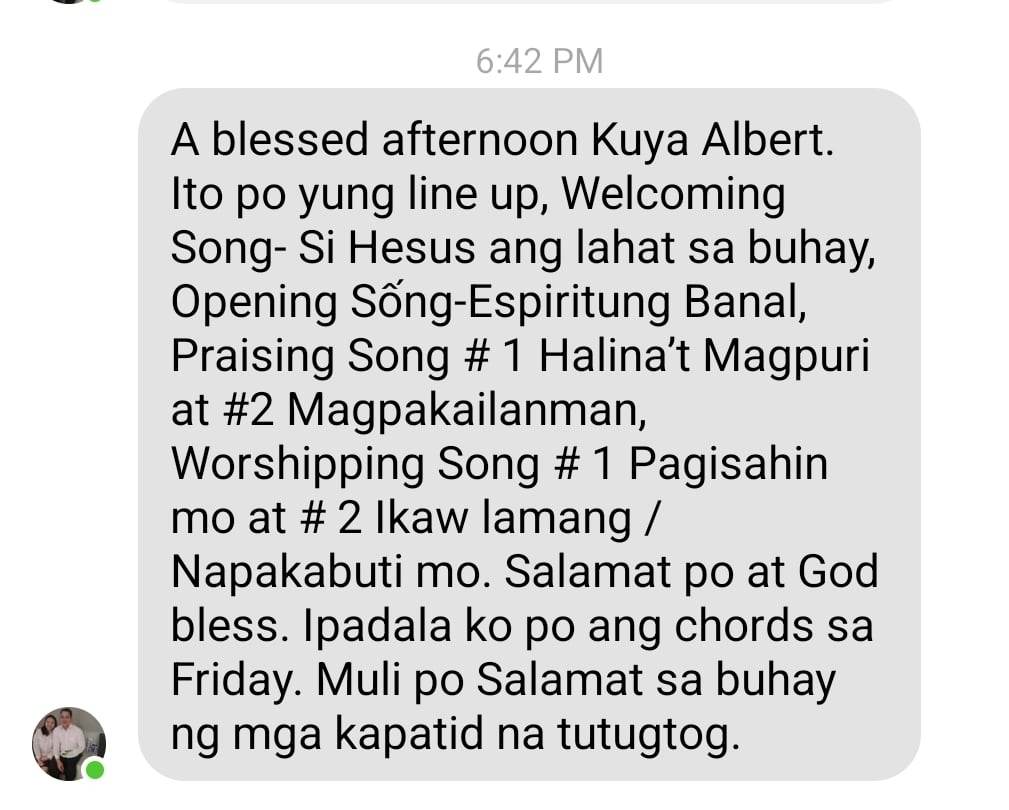 6:42 PM
A blessed afternoon Kuya Albert.
Ito po yung line up, Welcoming
Song- Si Hesus ang lahat sa buhay,
Opening Sống-Espiritung Banal,
Praising Song # 1 Halina’t Magpuri
at #2 Magpakailanman,
Worshipping Song # 1 Pagisahin
mo at # 2 Ikaw lamang /
Napakabuti mo. Salamat po at God
bless. Ipadala ko po ang chords sa
Friday. Muli po Salamat sa buhay
ng mga kapatid na tutugtog.